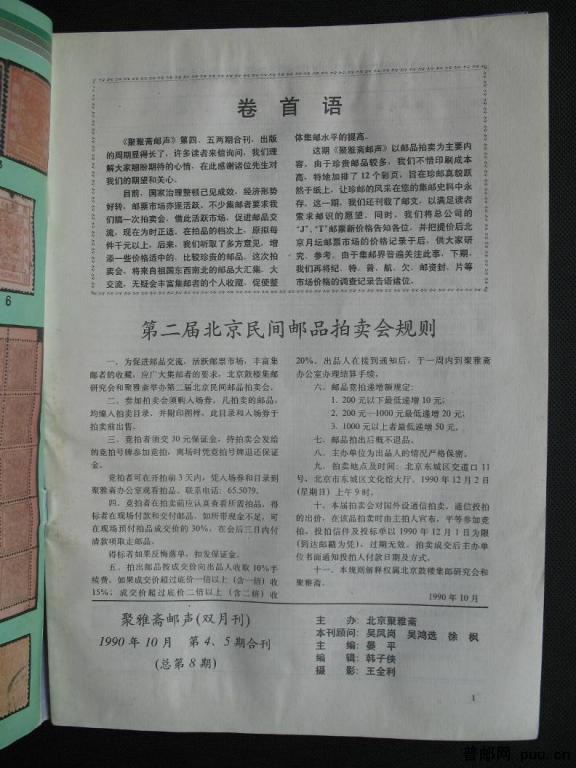 卷首语
《聚雅斋邮声》第四、五两期合刊，出版
的周期显得长了，许多读者来信询问，我们理
解大家翘盼期待的心情，在此感谢诸位先生对
我们的期望和关心。
目前，国家治理整顿已见成效，经济形势
好转，邮票市场亦逐活跃，不少集邮者要求我
们搞一次拍卖会，借此活跃市场，促进邮品交
流，现在为时正适，在拍品的档次上，原拟每
件千元以上，后来，我们听取了多方意见，增
添一些价格适中的、比较珍贵的邮品。这次拍卖
会，将来自祖国东西南北的邮品大汇集、大
交流，无疑会丰富集邮者的个人收藏，促使整
体集邮水平的提高。
这期《聚雅斋邮声》以邮品拍卖为主要内
容，由于珍贵邮品较多，我们不惜印刷成本
高，特地加排了12个彩页，旨在珍邮真貌跃
然于纸上，让珍邮的风采在您的集邮史料中永
存。这一期，我们还刊载了邮文，以满足读者
索求邮识的愿望。同时，我们将总公司的
“J”、“T”邮票新价格告知各位，并把提价后北
京月坛邮票市场的价格记录于后，供大家研
究、参考。由于集邮界普遍关注此事，下期，
我们再将纪、特、普、航、欠、邮资封、片等
市场价格的调查记录告语诸位。
第二届北京民间邮品拍卖会规则
一、为促进邮品交流，活跃邮票市场，丰富集
邮者的收藏，应广大集邮者的要求，北京鼓楼集邮
研究会和聚雅斋举办第二届北京民间邮品拍卖会。
二、参加拍卖会须购入场券，凡拍卖的邮品，
均编入拍卖目录，并附印图样，此目录和入场券于
拍卖前出售。
三、竞拍者须交30元保证金，持拍卖会发给
的竞拍号牌参加竞拍，离场时凭竞拍号牌退还保证
金。
竞拍者可在开拍前3天内，凭入场券和目录到
聚雅斋办公室观看拍品。联系电话：65.5079。
四、竞拍者在拍卖前应认真查看所需拍品，得
标者在现场付款和交付邮品。如所带现金不足，可
在现场预付拍品成交价的30%，在会后三日内付
清款项取走邮品。
得标者如果反悔落单，扣发保证金。
五、拍出邮品按成交价向出品人收取10%手
续费，如果成交价超过底价一倍以上（含一倍）收
15%；成交价超过底价二倍以上（含二倍）收
20%。出品人在接到通知后，于一周内到聚雅斋
办公室办理结算手续。
六、邮品竞拍递增额规定：
1. 200元以下最低递增10元；
2. 200元—1000元最低递增20元；
3. 1000元以上者最低递增50元。
七、邮品拍出后概不退品。
八、主办单位为出品人的情况严格保密。
九、拍卖地点及时间：北京东城区交道口11
号、北京市东城区文化馆大厅。1990年12月2日
(星期日)上午9时。
十、本届拍卖会对国外设通信拍卖。通信投拍
的出价，在该品拍卖时由主拍人宣布，平等参加竞
拍。投拍信件及投标单以1990年12月1日为限
(到达邮戳为凭)，过期无效。拍卖成交后主办单
位书面通知投拍人付款日期及方式。
十一、本规则解释权属北京鼓楼集邮研究会和
聚雅斋。
1990年10月
聚雅斋邮声(双月刊)
1990年10月 第4、5期合刊
(总第8期)
主办：北京聚雅斋
本刊顾问：吴凤岗 吴鸿选 徐枫
主编：晏平
编辑：韩子侠
摄影：王全利
1
6
普邮网 puu.cn